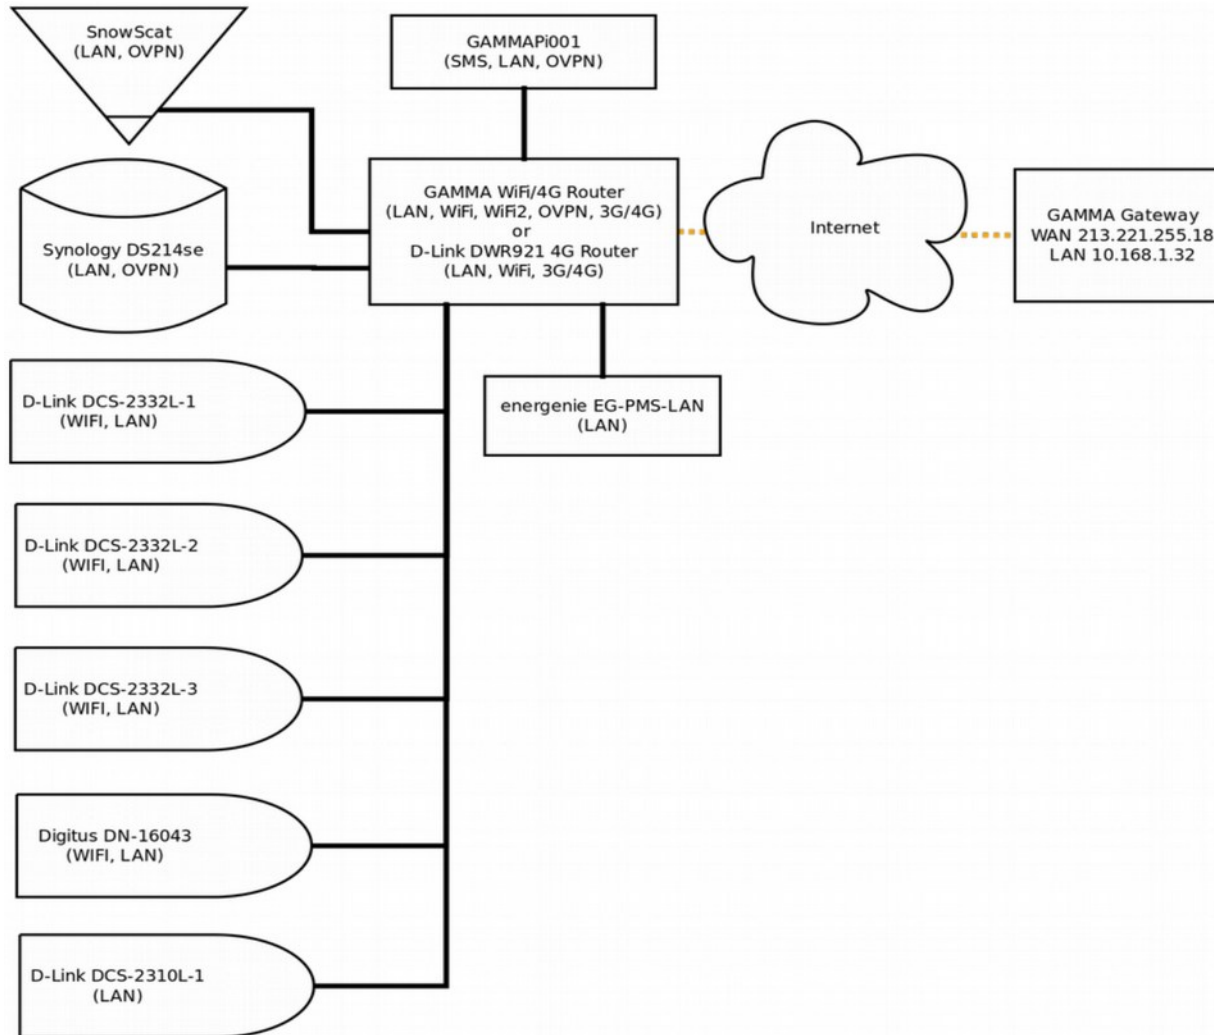 SnowScat
(LAN, OVPN)
GAMMAPi001
(SMS, LAN, OVPN)
Synology DS214se
(LAN, OVPN)
GAMMA WiFi/4G Router
(LAN, WiFi, WiFi2, OVPN, 3G/4G)
or
D-Link DWR921 4G Router
(LAN, WiFi, 3G/4G)
Internet
GAMMA Gateway
WAN 213.221.255.18
LAN 10.168.1.32
D-Link DCS-2332L-1
(WIFI, LAN)
energenie EG-PMS-LAN
(LAN)
D-Link DCS-2332L-2
(WIFI, LAN)
D-Link DCS-2332L-3
(WIFI, LAN)
Digitus DN-16043
(WIFI, LAN)
D-Link DCS-2310L-1
(LAN)